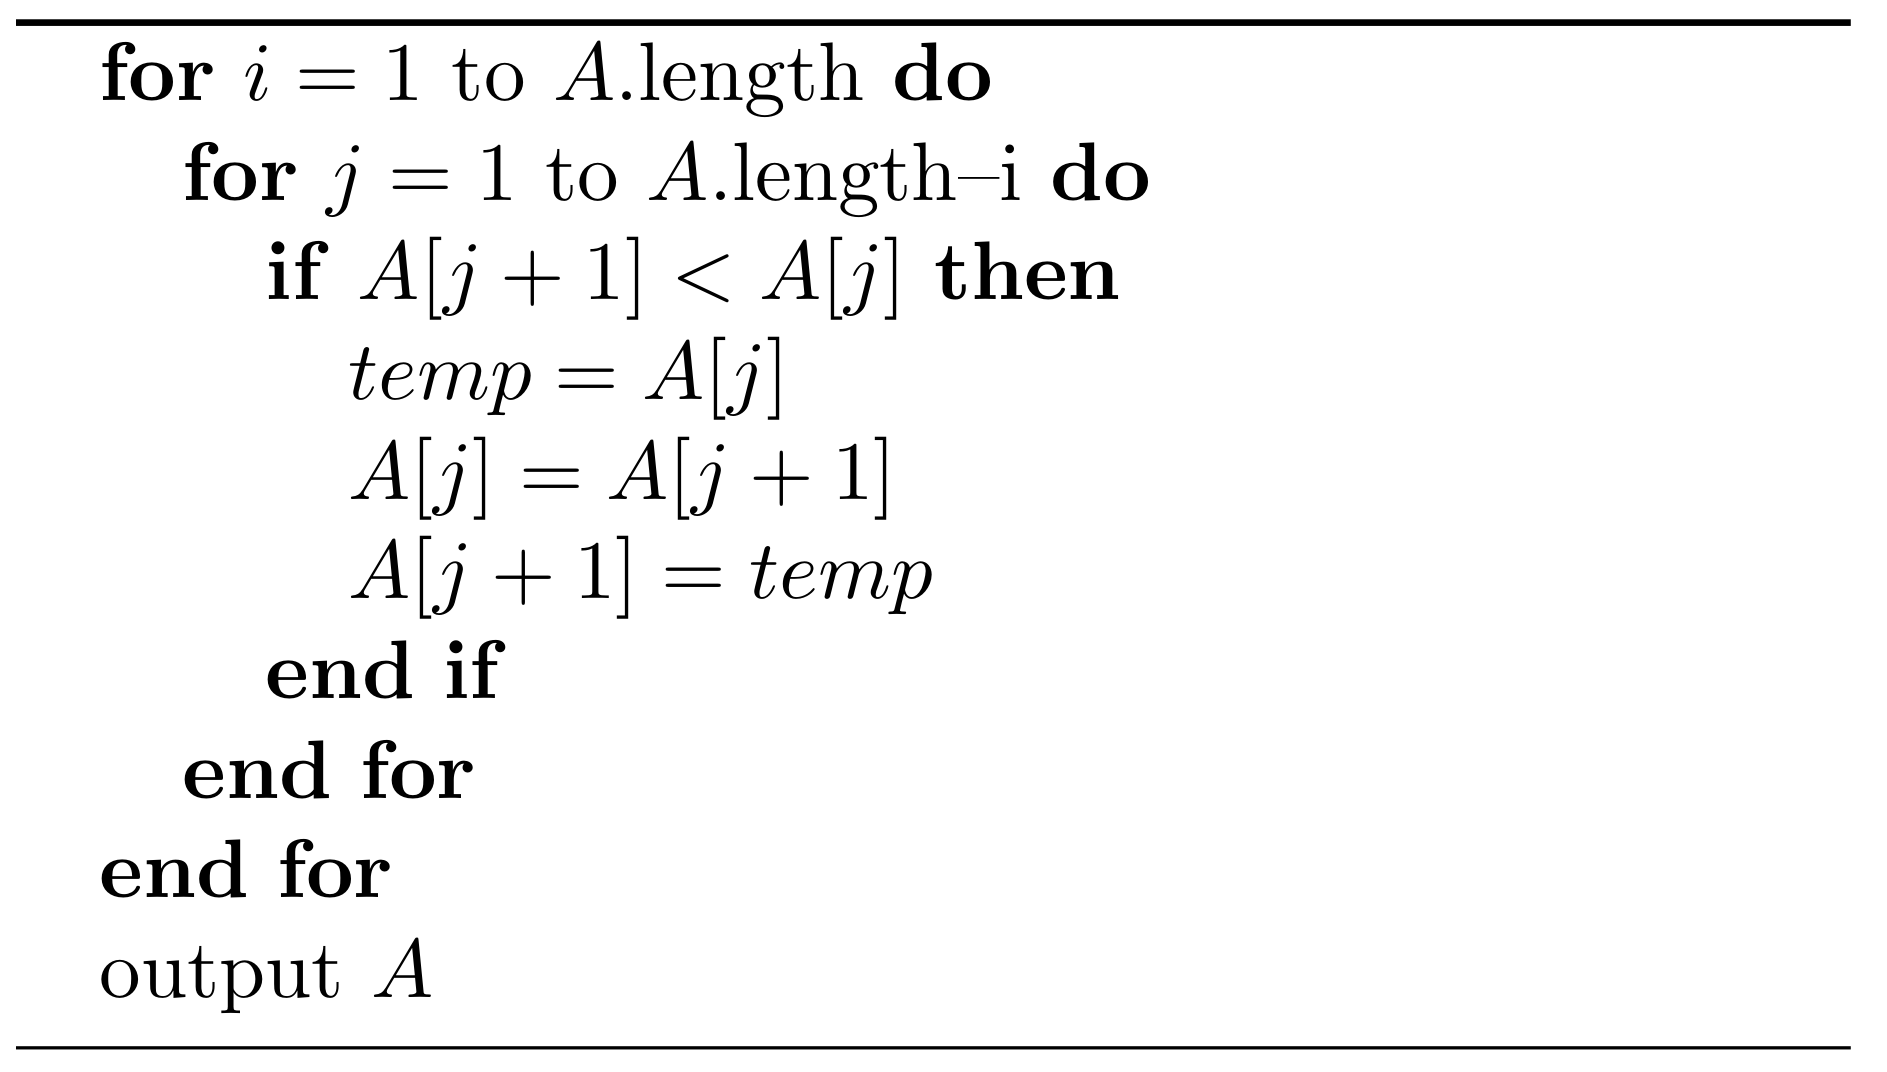 for i = 1 to A.length do
for j = 1 to A.length–i do
if A[j + 1] < A[j] then
temp = A[j]
A[j] = A[j + 1]
A[j + 1] = temp
end if
end for
end for
output A